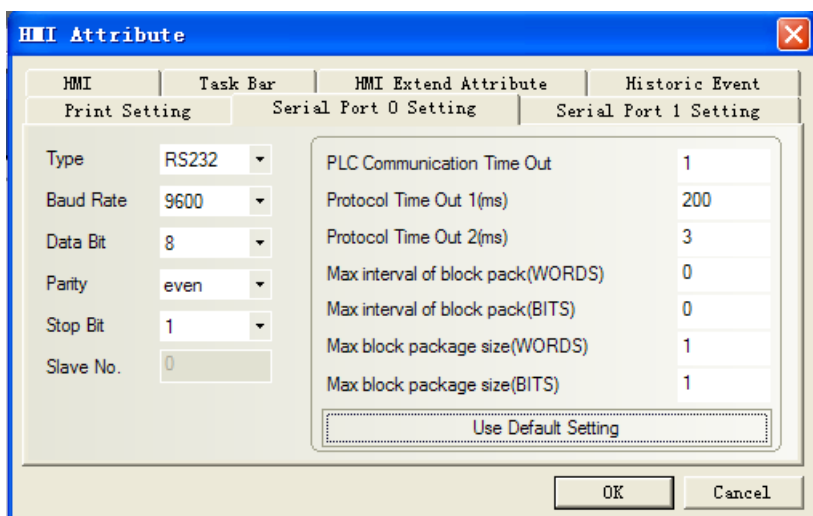 HMI Attribute
HMI Task Bar HMI Extend Attribute Historic Event
Print Setting Serial Port 0 Setting Serial Port 1 Setting
Type RS232
Baud Rate 9600
Data Bit 8
Parity even
Stop Bit 1
Slave No. 0
PLC Communication Time Out 1
Protocol Time Out 1(ms) 200
Protocol Time Out 2(ms) 3
Max interval of block pack(WORDS) 0
Max interval of block pack(BITS) 0
Max block package size(WORDS) 1
Max block package size(BITS) 1
Use Default Setting
OK Cancel